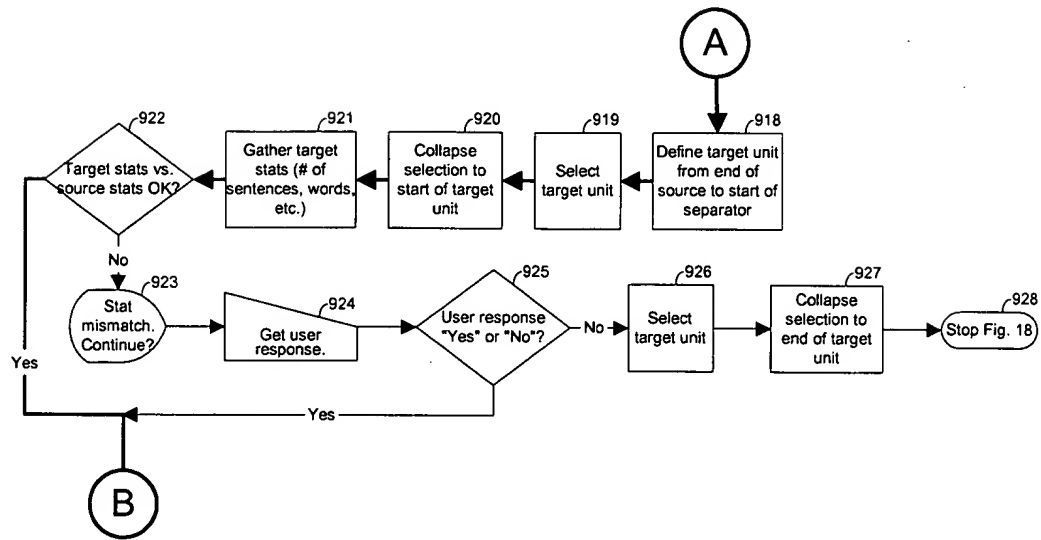 A
918
Define target unit
from end of
source to start of
separator
919
Select
target unit
920
Collapse
selection to
start of target
unit
921
Gather target
stats (# of
sentences, words,
etc.)
922
Target stats vs.
source stats OK?
No
Yes
923
Stat
mismatch.
Continue?
924
Get user
response.
925
User response
"Yes" or "No"?
No
Yes
926
Select
target unit
927
Collapse
selection to
end of target
unit
928
Stop Fig. 18
B